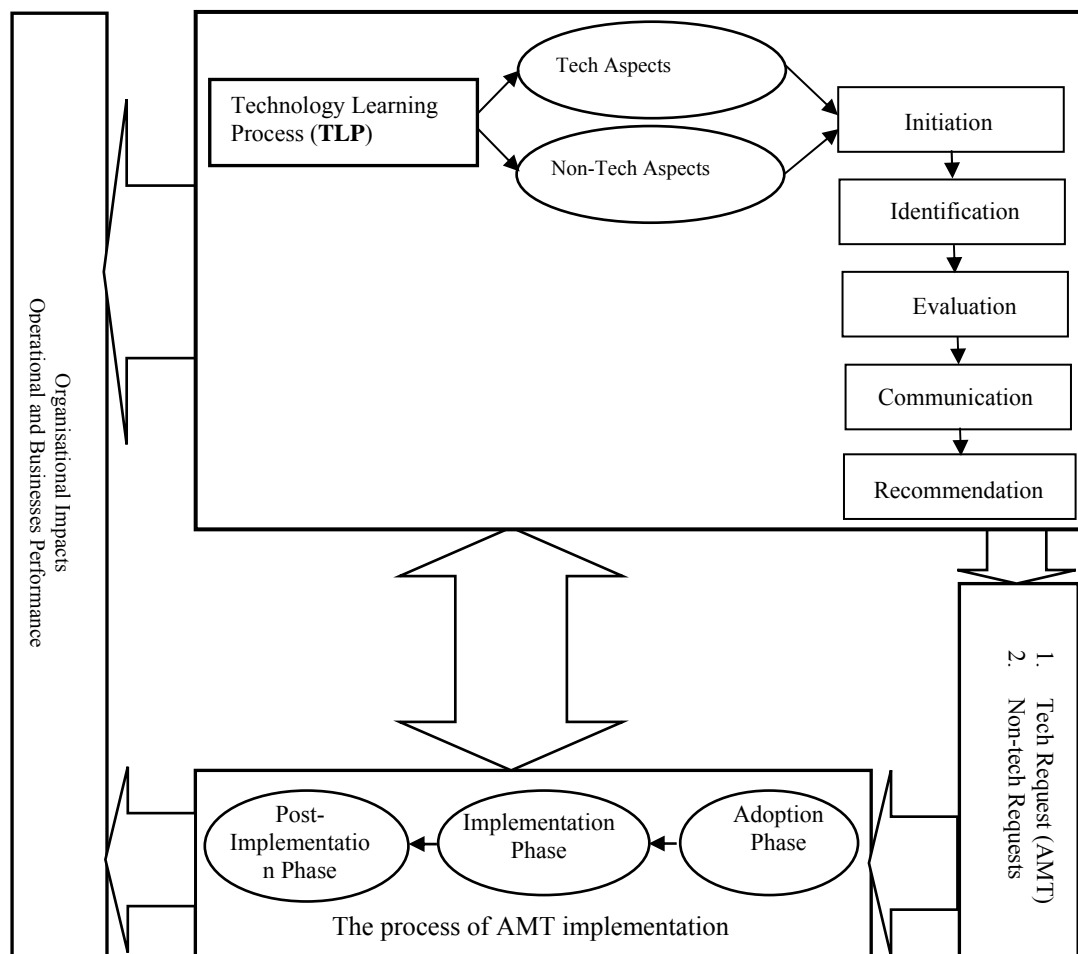 Tech Aspects
Technology Learning
Process (TLP)
Non-Tech Aspects
Initiation
Identification
Evaluation
Communication
Recommendation
Organisational Impacts
Operational and Businesses Performance
1. Tech Request (AMT)
2. Non-tech Requests
Post-
Implementatio
n Phase
Implementation
Phase
Adoption
Phase
The process of AMT implementation